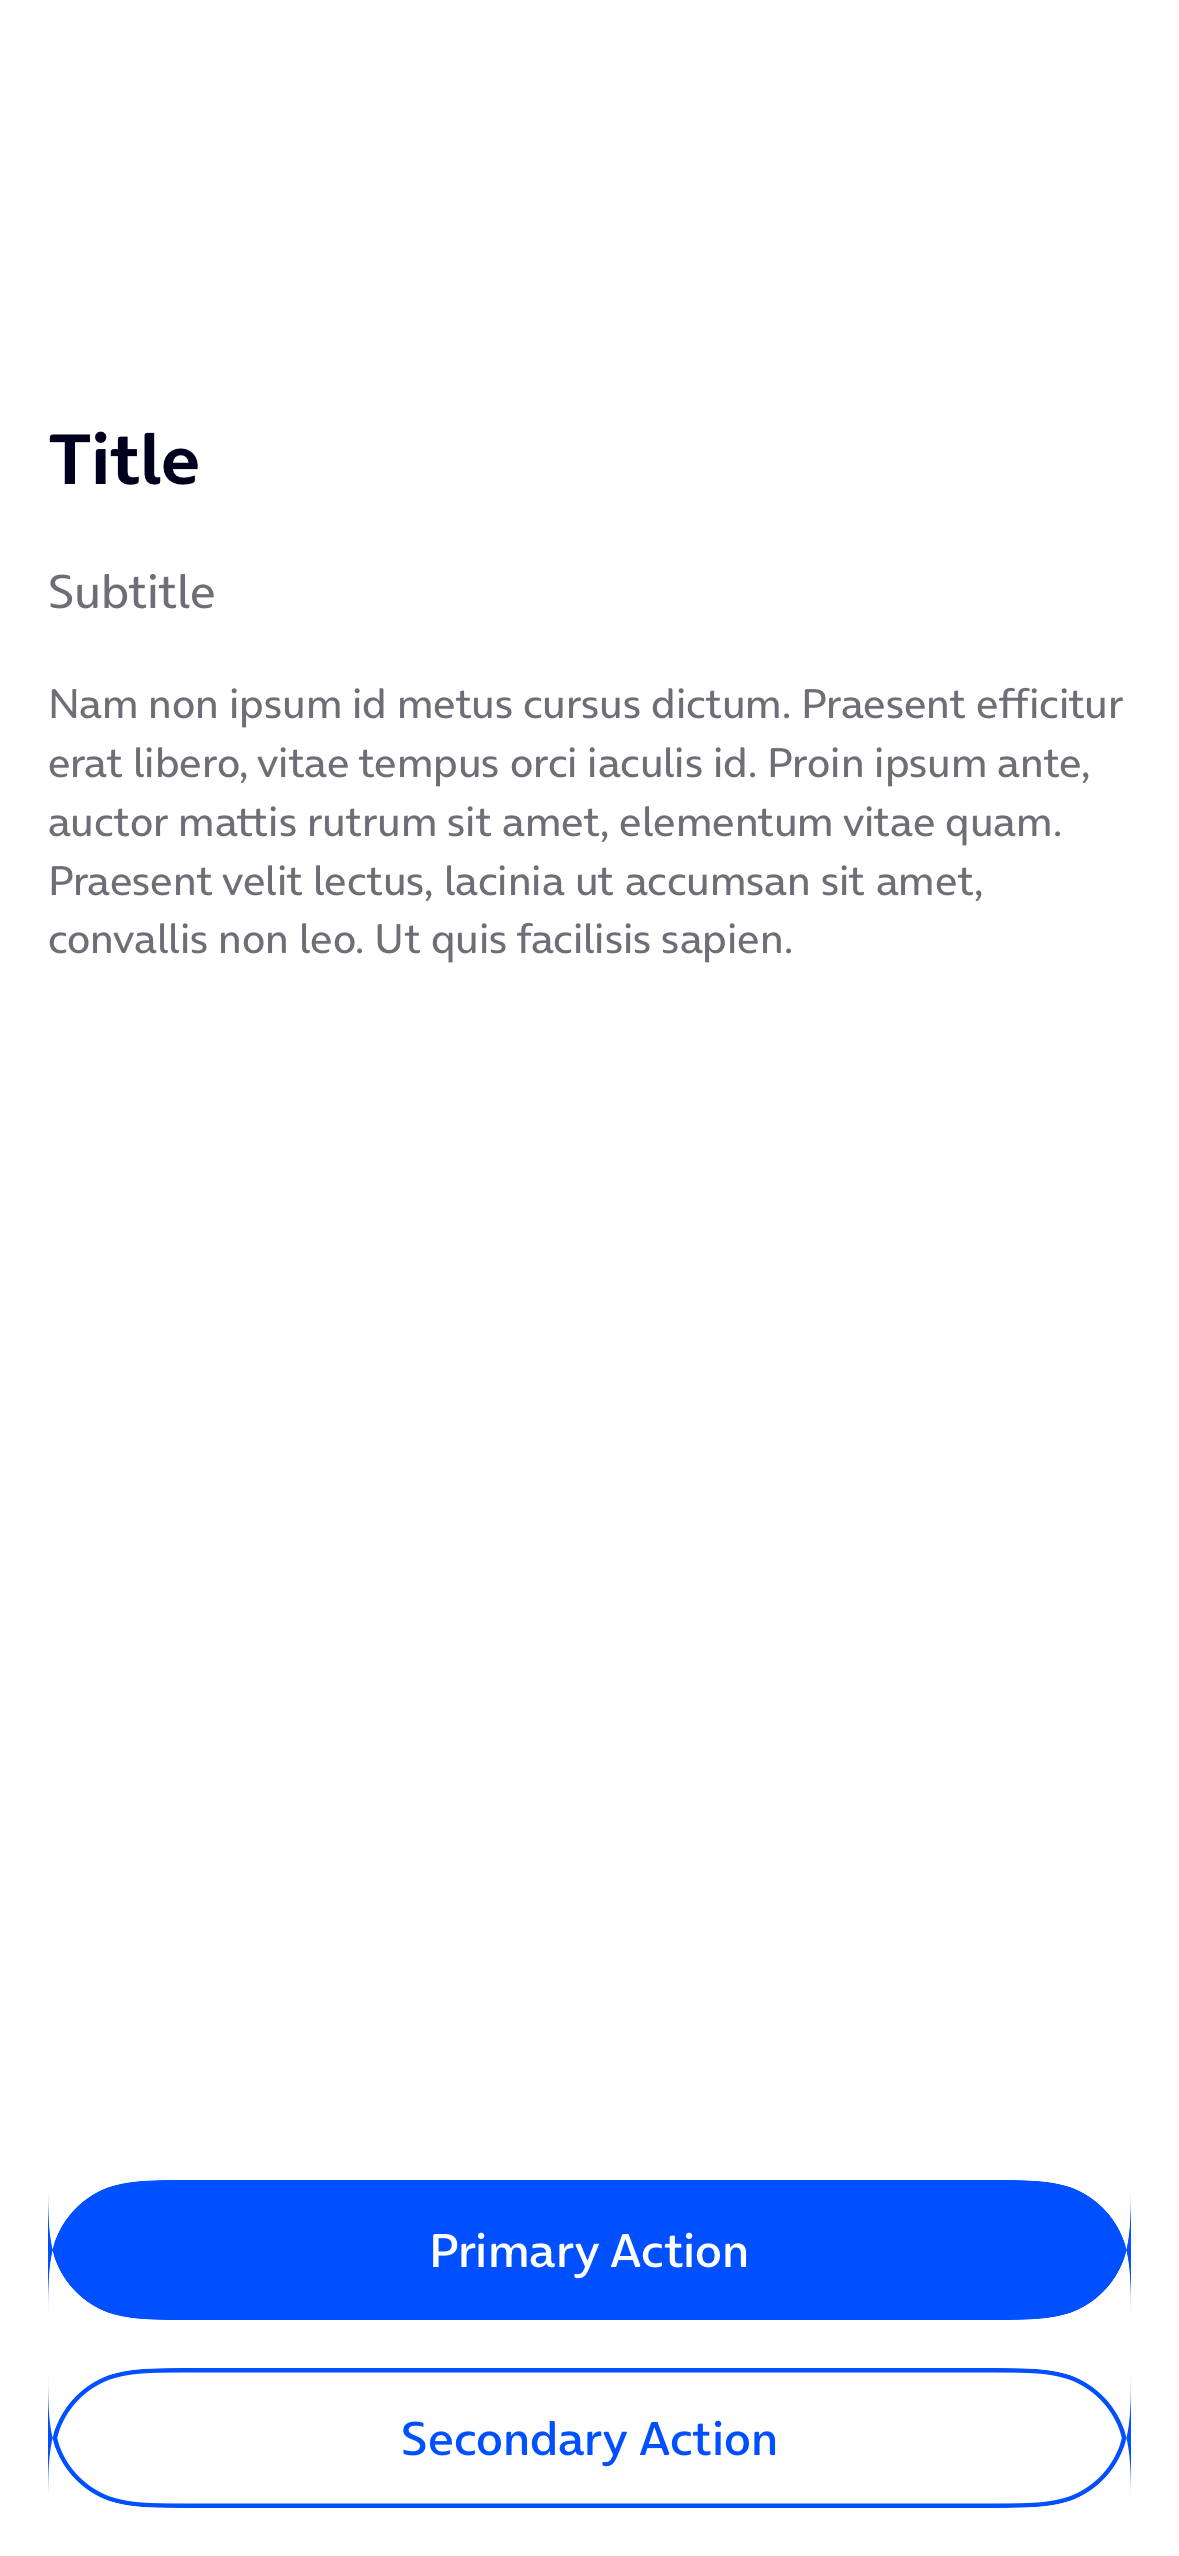 Title
Subtitle
Nam non ipsum id metus cursus dictum. Praesent efficitur
erat libero, vitae tempus orci iaculis id. Proin ipsum ante,
auctor mattis rutrum sit amet, elementum vitae quam.
Praesent velit lectus, lacinia ut accumsan sit amet,
convallis non leo. Ut quis facilisis sapien.
Primary Action
Secondary Action